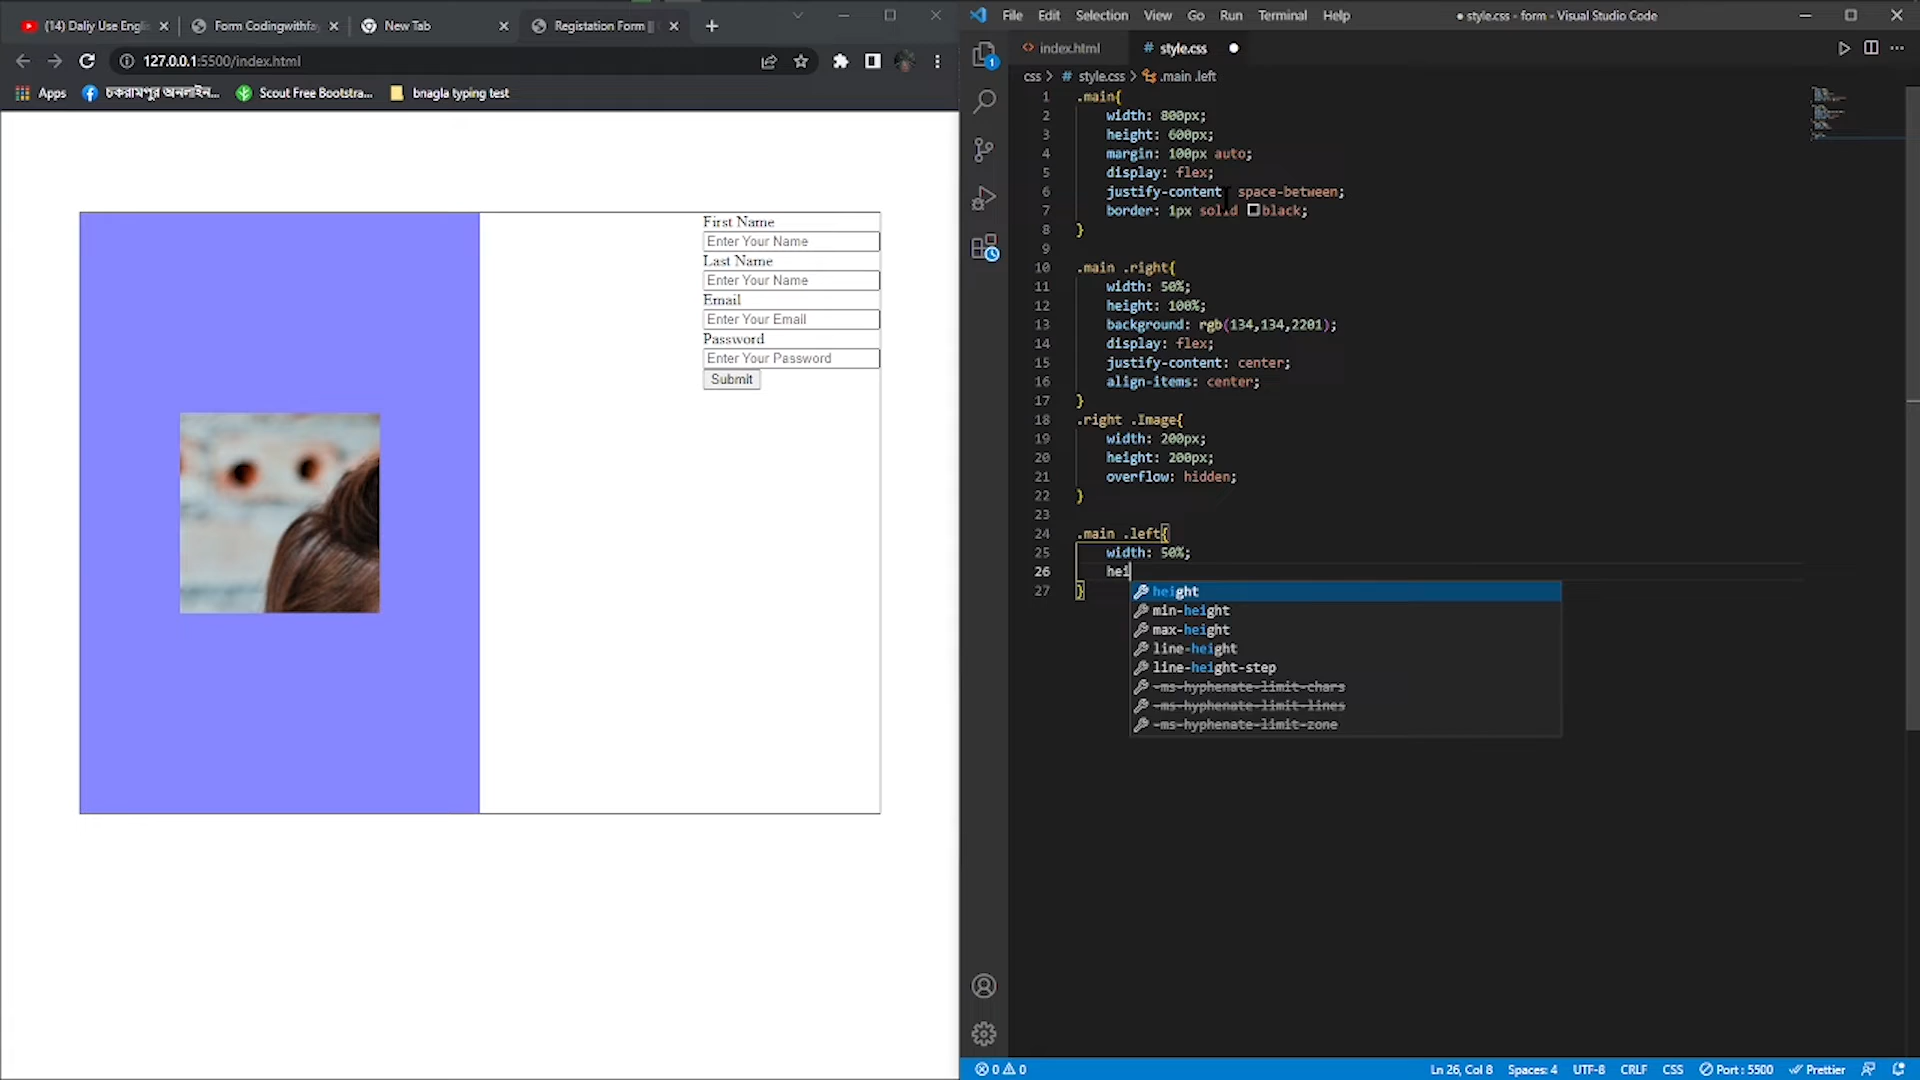 (14) Daliy Use Engli
Form Codingwithfa
New Tab
Registation Form ||
127.0.0.1:5500/index.html
Apps
চকরামপুর অনলাইন...
Scout Free Bootstra...
bnagla typing test
First Name
Enter Your Name
Last Name
Enter Your Name
Email
Enter Your Email
Password
Enter Your Password
Submit
File Edit Selection View Go Run Terminal Help
● style.css - form - Visual Studio Code
index.html
# style.css
css > # style.css > .main .left
1 .main{
2 width: 800px;
3 height: 600px;
4 margin: 100px auto;
5 display: flex;
6 justify-content: space-between;
7 border: 1px solid black;
8 }
9
10 .main .right{
11 width: 50%;
12 height: 100%;
13 background: rgb(134,134,2201);
14 display: flex;
15 justify-content: center;
16 align-items: center;
17 }
18 .right .Image{
19 width: 200px;
20 height: 200px;
21 overflow: hidden;
22 }
23
24 .main .left{
25 width: 50%;
26 hei
27 }
height
min-height
max-height
line-height
line-height-step
-ms-hyphenate-limit-chars
-ms-hyphenate-limit-lines
-ms-hyphenate-limit-zone
1
0 0
Ln 26, Col 8 Spaces: 4 UTF-8 CRLF CSS Port : 5500 Prettier